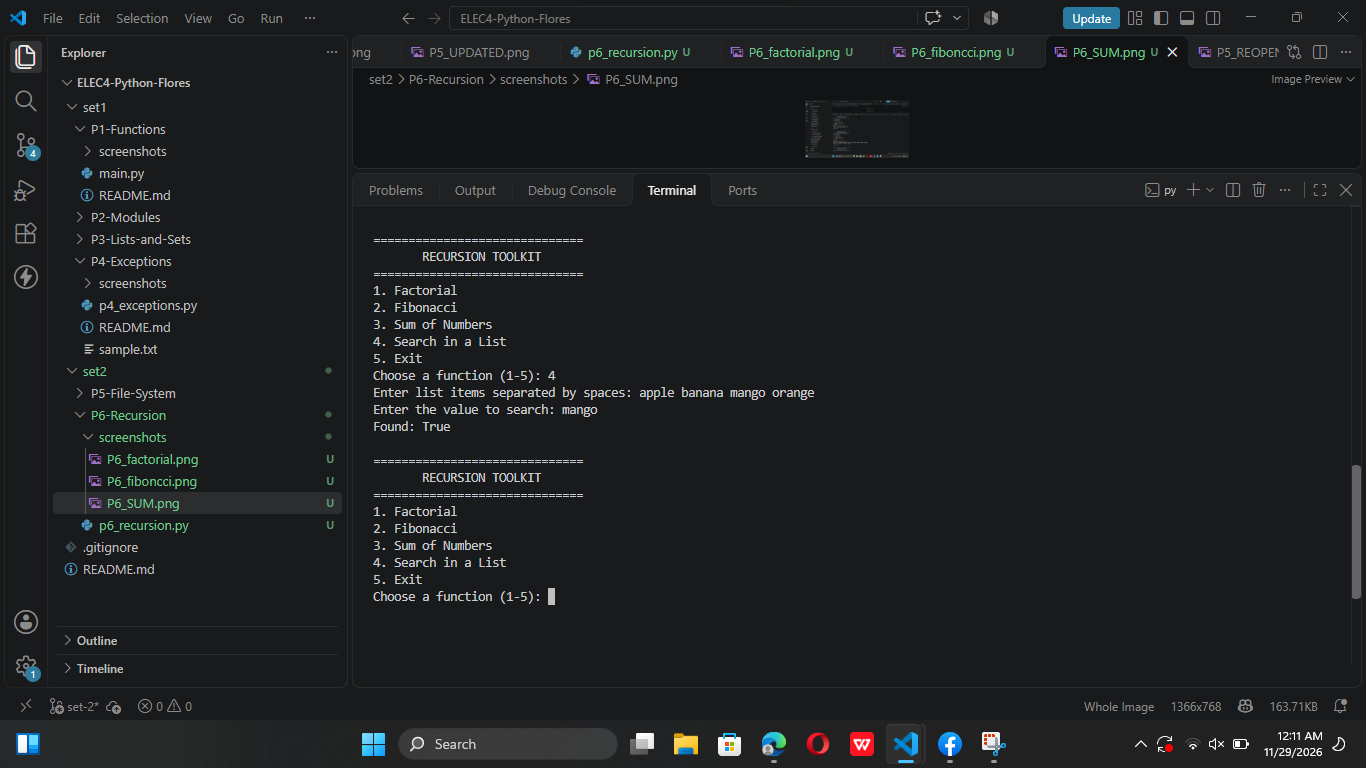 File Edit Selection View Go Run ···
ELEC4-Python-Flores
Update
Explorer ···
ELEC4-Python-Flores
set1
P1-Functions
screenshots
main.py
README.md
P2-Modules
P3-Lists-and-Sets
P4-Exceptions
screenshots
p4_exceptions.py
README.md
sample.txt
set2
P5-File-System
P6-Recursion
screenshots
P6_factorial.png U
P6_fiboncci.png U
P6_SUM.png U
p6_recursion.py U
.gitignore
README.md
Outline
Timeline
4
1
ong P5_UPDATED.png p6_recursion.py U P6_factorial.png U P6_fiboncci.png U P6_SUM.png U P5_REOPEN
set2 > P6-Recursion > screenshots > P6_SUM.png Image Preview
Problems Output Debug Console Terminal Ports py
==============================
RECURSION TOOLKIT
==============================
1. Factorial
2. Fibonacci
3. Sum of Numbers
4. Search in a List
5. Exit
Choose a function (1-5): 4
Enter list items separated by spaces: apple banana mango orange
Enter the value to search: mango
Found: True
==============================
RECURSION TOOLKIT
==============================
1. Factorial
2. Fibonacci
3. Sum of Numbers
4. Search in a List
5. Exit
Choose a function (1-5):
set-2* 0 0 Whole Image 1366x768 163.71KB
Search
12:11 AM
11/29/2026